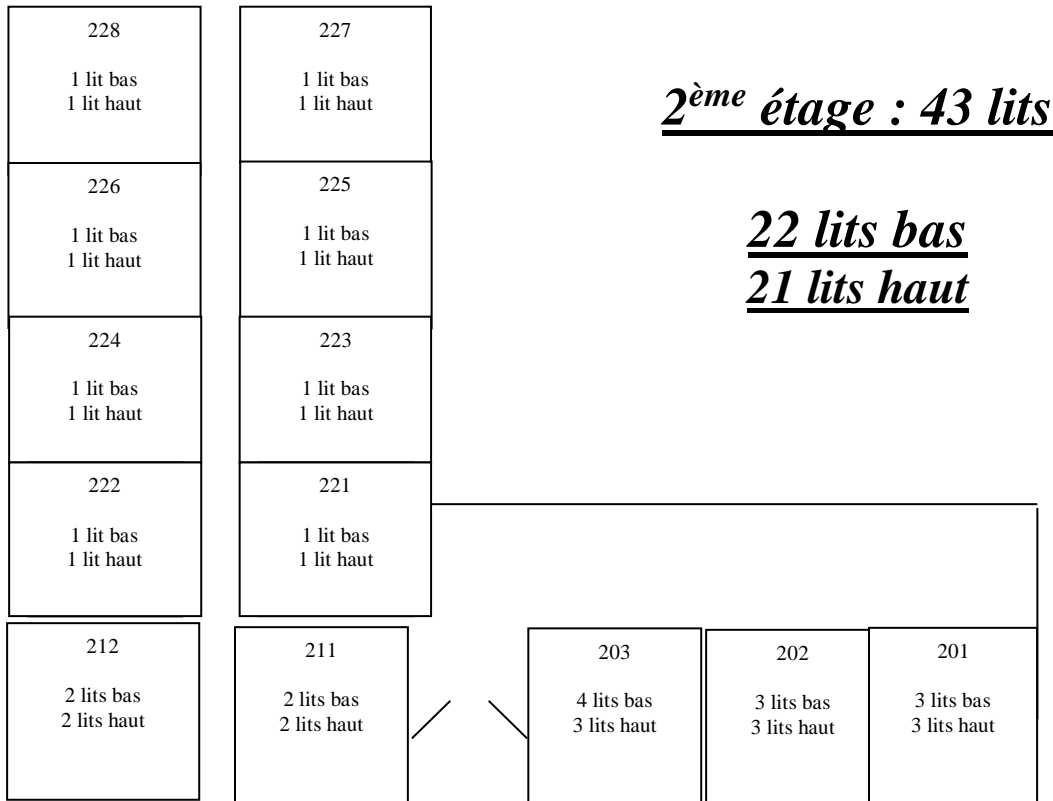 228
1 lit bas
1 lit haut
227
1 lit bas
1 lit haut
2ème étage : 43 lits
22 lits bas
21 lits haut
226
1 lit bas
1 lit haut
225
1 lit bas
1 lit haut
224
1 lit bas
1 lit haut
223
1 lit bas
1 lit haut
222
1 lit bas
1 lit haut
221
1 lit bas
1 lit haut
212
2 lits bas
2 lits haut
211
2 lits bas
2 lits haut
203
4 lits bas
3 lits haut
202
3 lits bas
3 lits haut
201
3 lits bas
3 lits haut